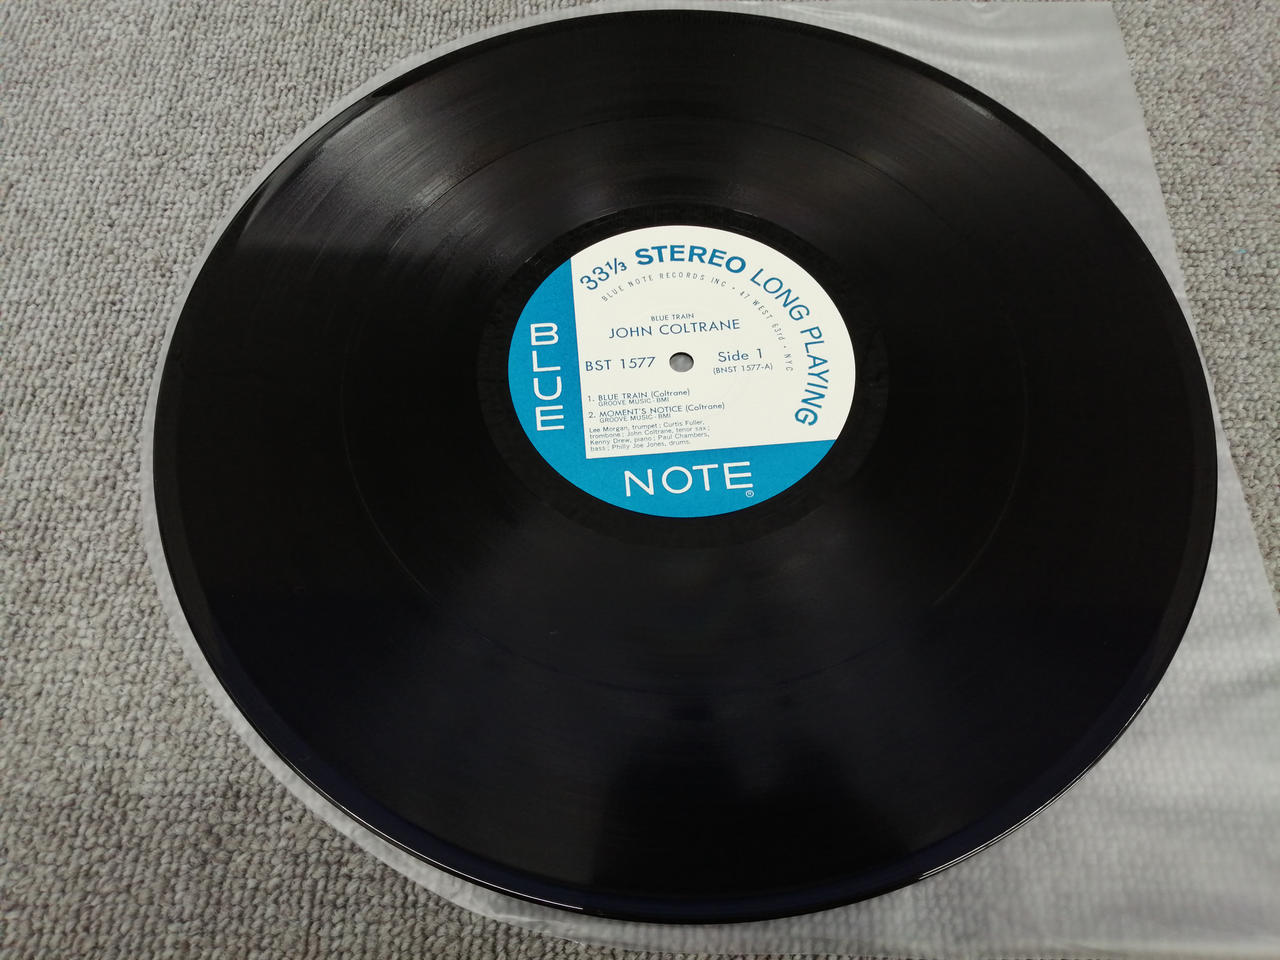 33⅓ STEREO LONG PLAYING
BLUE NOTE RECORDS INC • 47 WEST 63rd • NYC
BLUE TRAIN
JOHN COLTRANE
BST 1577
Side 1
(BNST 1577-A)
1. BLUE TRAIN (Coltrane)
GROOVE MUSIC-BMI
2. MOMENT'S NOTICE (Coltrane)
GROOVE MUSIC-BMI
Lee Morgan, trumpet; Curtis Fuller,
trombone; John Coltrane, tenor sax;
Kenny Drew, piano; Paul Chambers,
bass; Philly Joe Jones, drums.
BLUE
NOTE
®